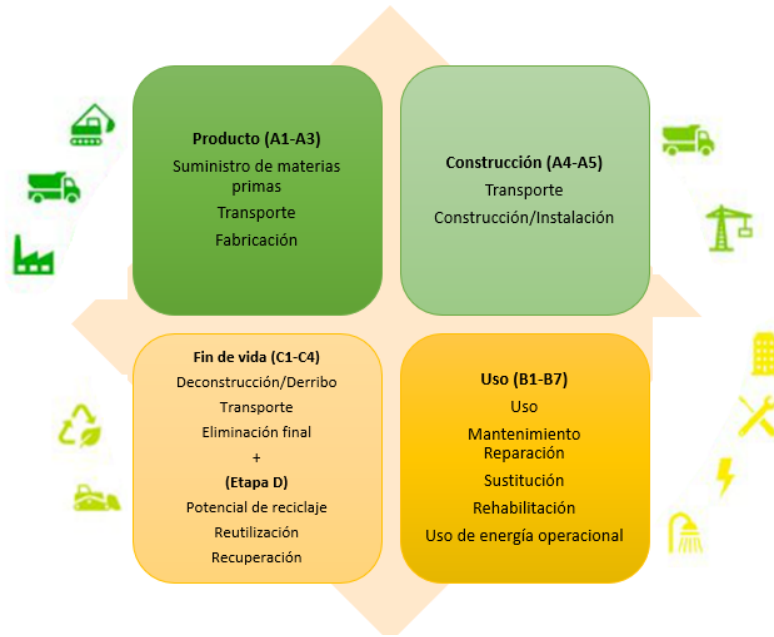 Producto (A1-A3)
Suministro de materias
primas
Transporte
Fabricación
Construcción (A4-A5)
Transporte
Construcción/Instalación
Fin de vida (C1-C4)
Deconstrucción/Derribo
Transporte
Eliminación final
+
(Etapa D)
Potencial de reciclaje
Reutilización
Recuperación
Uso (B1-B7)
Uso
Mantenimiento
Reparación
Sustitución
Rehabilitación
Uso de energía operacional